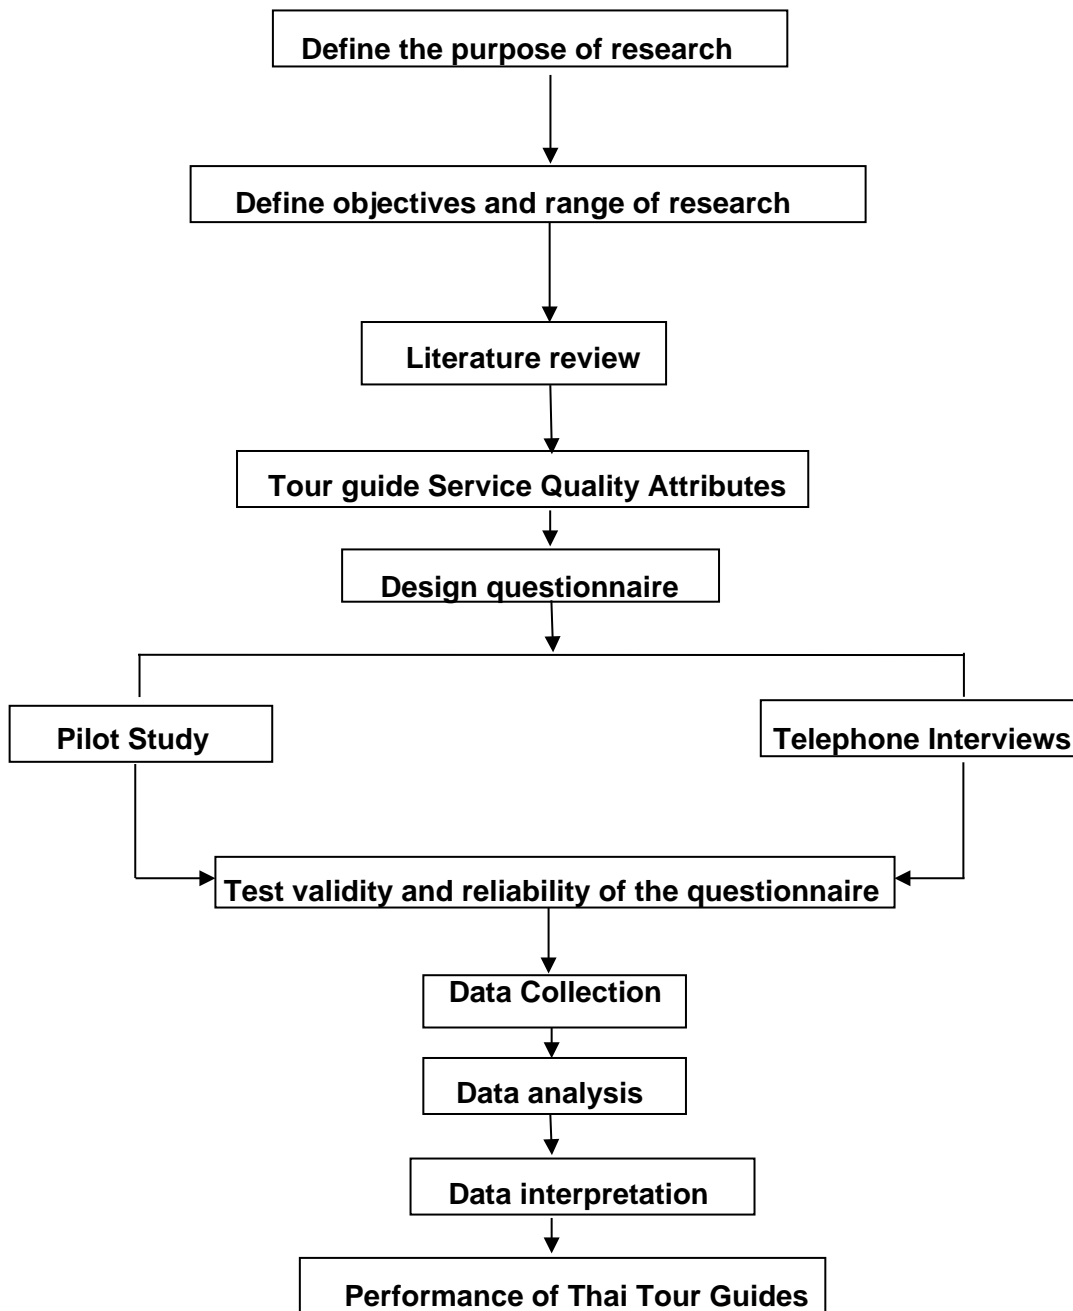 Define the purpose of research
Define objectives and range of research
Literature review
Tour guide Service Quality Attributes
Design questionnaire
Pilot Study
Telephone Interviews
Test validity and reliability of the questionnaire
Data Collection
Data analysis
Data interpretation
Performance of Thai Tour Guides